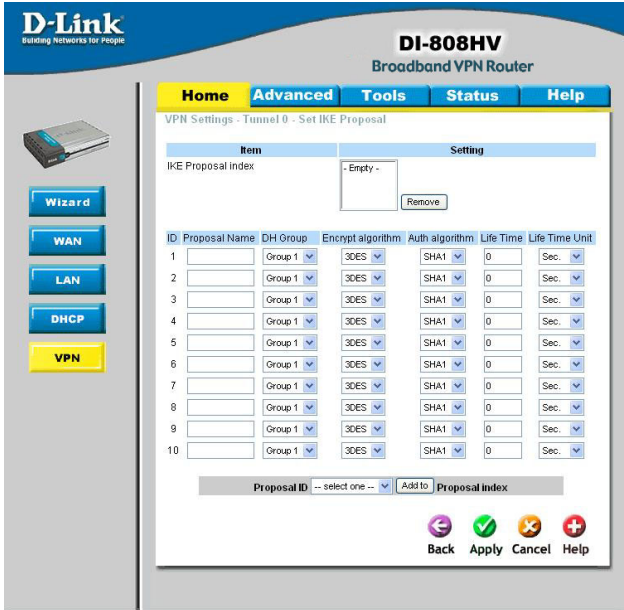 D-Link
Building Networks for People
DI-808HV
Broadband VPN Router
Home Advanced Tools Status Help
VPN Settings - Tunnel 0 - Set IKE Proposal
Item Setting
IKE Proposal index - Empty - Remove
Wizard
WAN
LAN
DHCP
VPN
ID Proposal Name DH Group Encrypt algorithm Auth algorithm Life Time Life Time Unit
1 Group 1 3DES SHA1 0 Sec.
2 Group 1 3DES SHA1 0 Sec.
3 Group 1 3DES SHA1 0 Sec.
4 Group 1 3DES SHA1 0 Sec.
5 Group 1 3DES SHA1 0 Sec.
6 Group 1 3DES SHA1 0 Sec.
7 Group 1 3DES SHA1 0 Sec.
8 Group 1 3DES SHA1 0 Sec.
9 Group 1 3DES SHA1 0 Sec.
10 Group 1 3DES SHA1 0 Sec.
Proposal ID -- select one -- Add to Proposal index
Back Apply Cancel Help